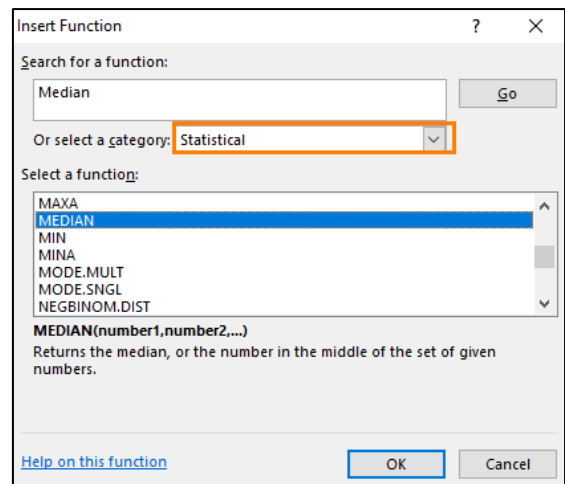 Insert Function ?
Search for a function:
Median
Go
Or select a category: Statistical
Select a function:
MAXA
MEDIAN
MIN
MINA
MODE.MULT
MODE.SNGL
NEGBINOM.DIST
MEDIAN(number1,number2,...)
Returns the median, or the number in the middle of the set of given
numbers.
Help on this function
OK
Cancel